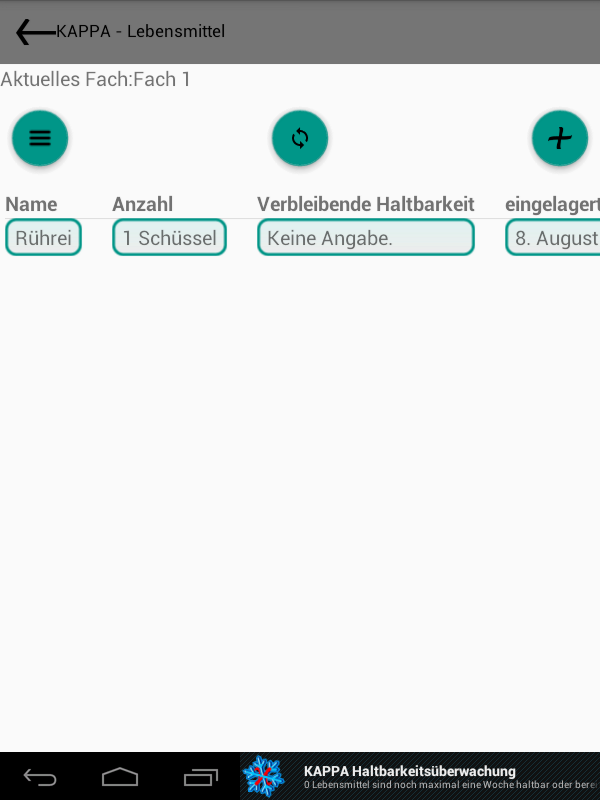 KAPPA - Lebensmittel
Aktuelles Fach:Fach 1
Name Anzahl Verbleibende Haltbarkeit eingelagert
Rührei 1 Schüssel Keine Angabe. 8. August
KAPPA Haltbarkeitsüberwachung
0 Lebensmittel sind noch maximal eine Woche haltbar oder berei